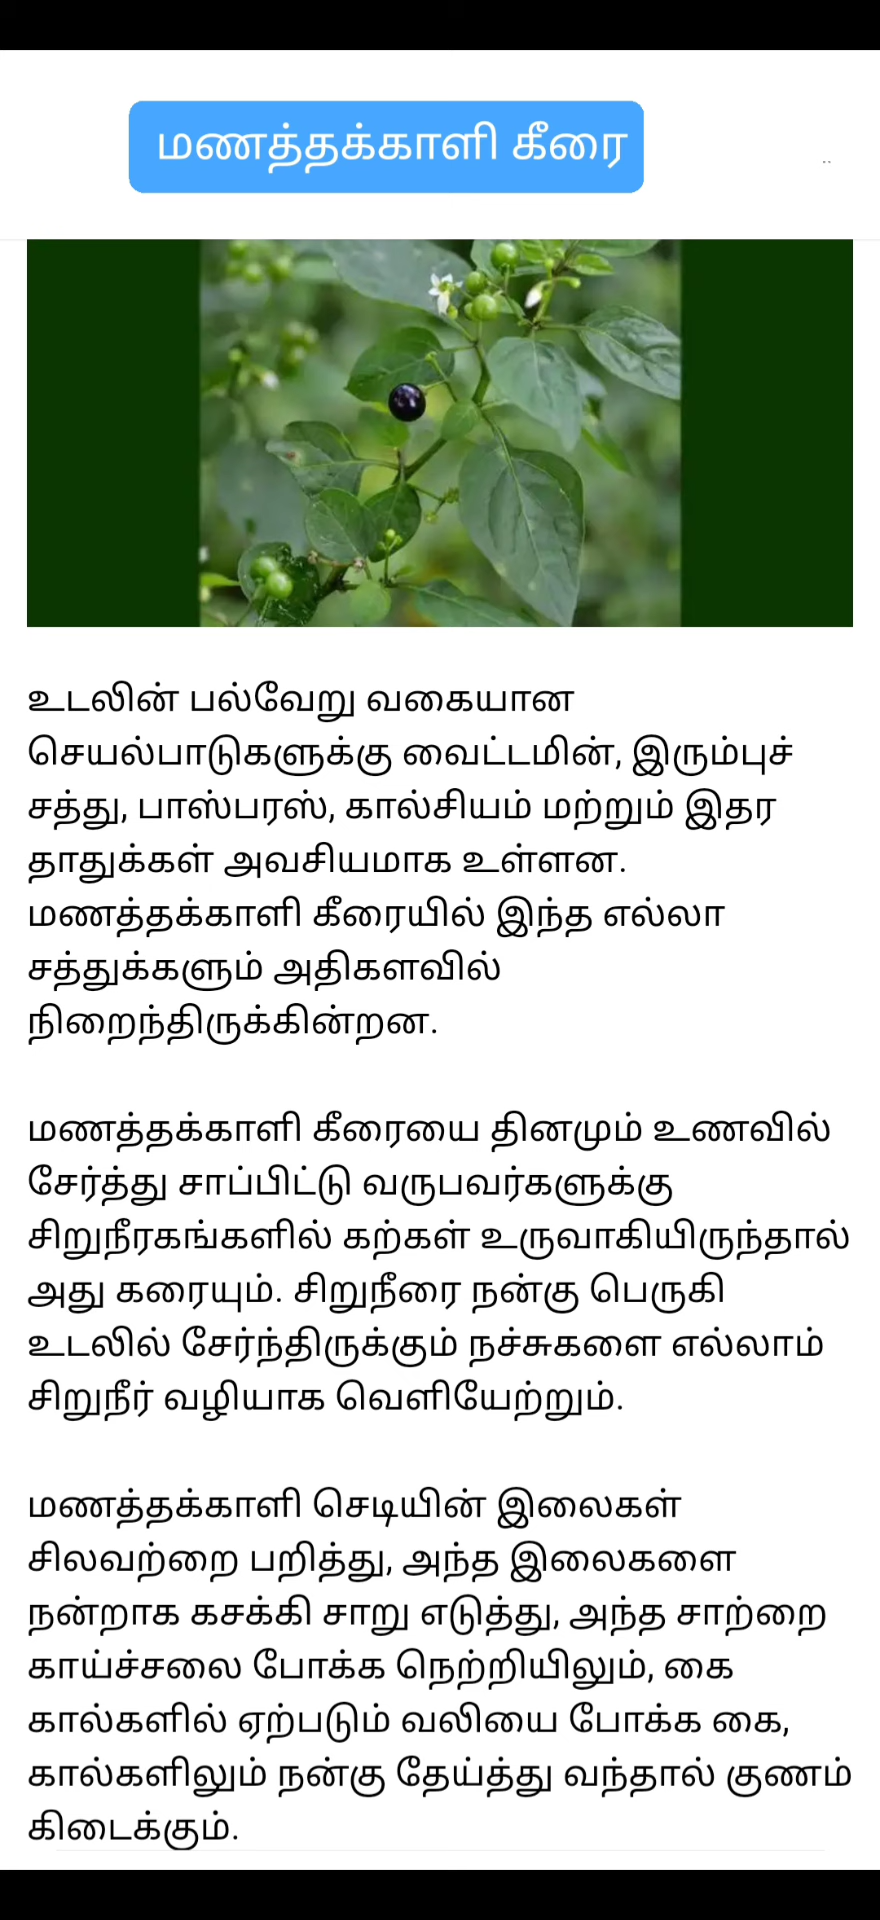 மணத்தக்காளி கீரை
உடலின் பல்வேறு வகையான
செயல்பாடுகளுக்கு வைட்டமின், இரும்புச்
சத்து, பாஸ்பரஸ், கால்சியம் மற்றும் இதர
தாதுக்கள் அவசியமாக உள்ளன.
மணத்தக்காளி கீரையில் இந்த எல்லா
சத்துக்களும் அதிகளவில்
நிறைந்திருக்கின்றன.
மணத்தக்காளி கீரையை தினமும் உணவில்
சேர்த்து சாப்பிட்டு வருபவர்களுக்கு
சிறுநீரகங்களில் கற்கள் உருவாகியிருந்தால்
அது கரையும். சிறுநீரை நன்கு பெருகி
உடலில் சேர்ந்திருக்கும் நச்சுகளை எல்லாம்
சிறுநீர் வழியாக வெளியேற்றும்.
மணத்தக்காளி செடியின் இலைகள்
சிலவற்றை பறித்து, அந்த இலைகளை
நன்றாக கசக்கி சாறு எடுத்து, அந்த சாற்றை
காய்ச்சலை போக்க நெற்றியிலும், கை
கால்களில் ஏற்படும் வலியை போக்க கை,
கால்களிலும் நன்கு தேய்த்து வந்தால் குணம்
கிடைக்கும்.